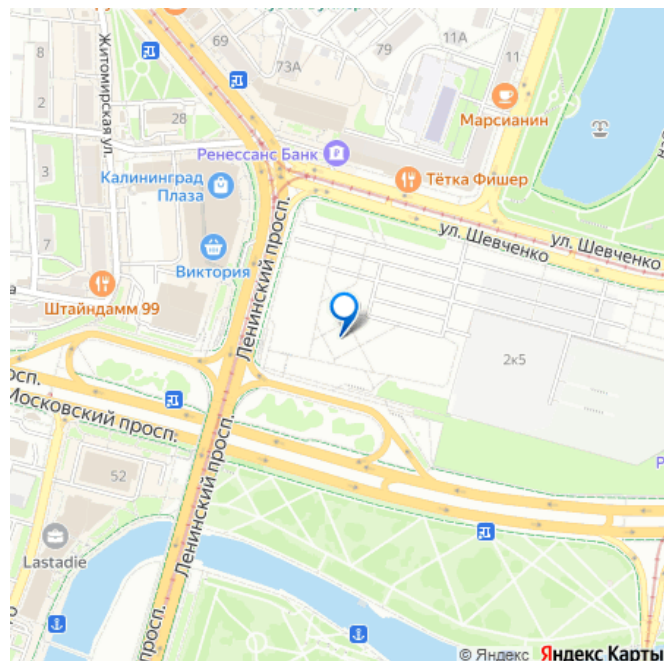 69
11А
11
79
73А
Житомирская ул.
8
2
28
Марсианин
Ренессанс Банк
Тётка Фишер
3
Калининград
Плаза
7
Виктория
Ленинский просп.
ул. Шевченко
ул. Шевченко
Штайндамм 99
2к5
Московский просп.
52
Ленинский просп.
Lastadie
просп.
© Яндекс Яндекс Карты